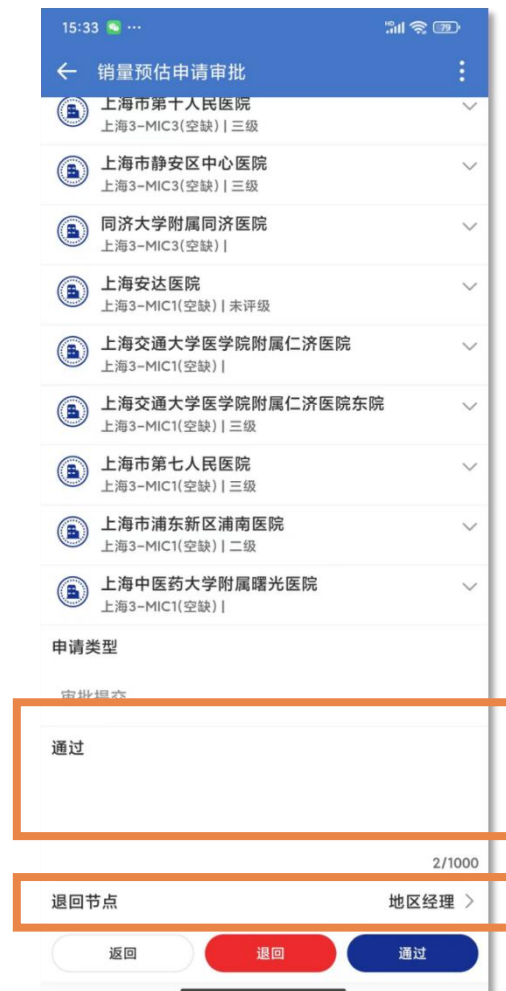 15:33 ···
79
销量预估申请审批
上海市第十人民医院
上海3-MIC3(空缺) | 三级
上海市静安区中心医院
上海3-MIC3(空缺) | 三级
同济大学附属同济医院
上海3-MIC3(空缺) |
上海安达医院
上海3-MIC1(空缺) | 未评级
上海交通大学医学院附属仁济医院
上海3-MIC1(空缺) |
上海交通大学医学院附属仁济医院东院
上海3-MIC1(空缺) | 三级
上海市第七人民医院
上海3-MIC1(空缺) | 三级
上海市浦东新区浦南医院
上海3-MIC1(空缺) | 二级
上海中医药大学附属曙光医院
上海3-MIC1(空缺) |
申请类型
审批提交
通过
2/1000
退回节点 地区经理
返回 退回 通过